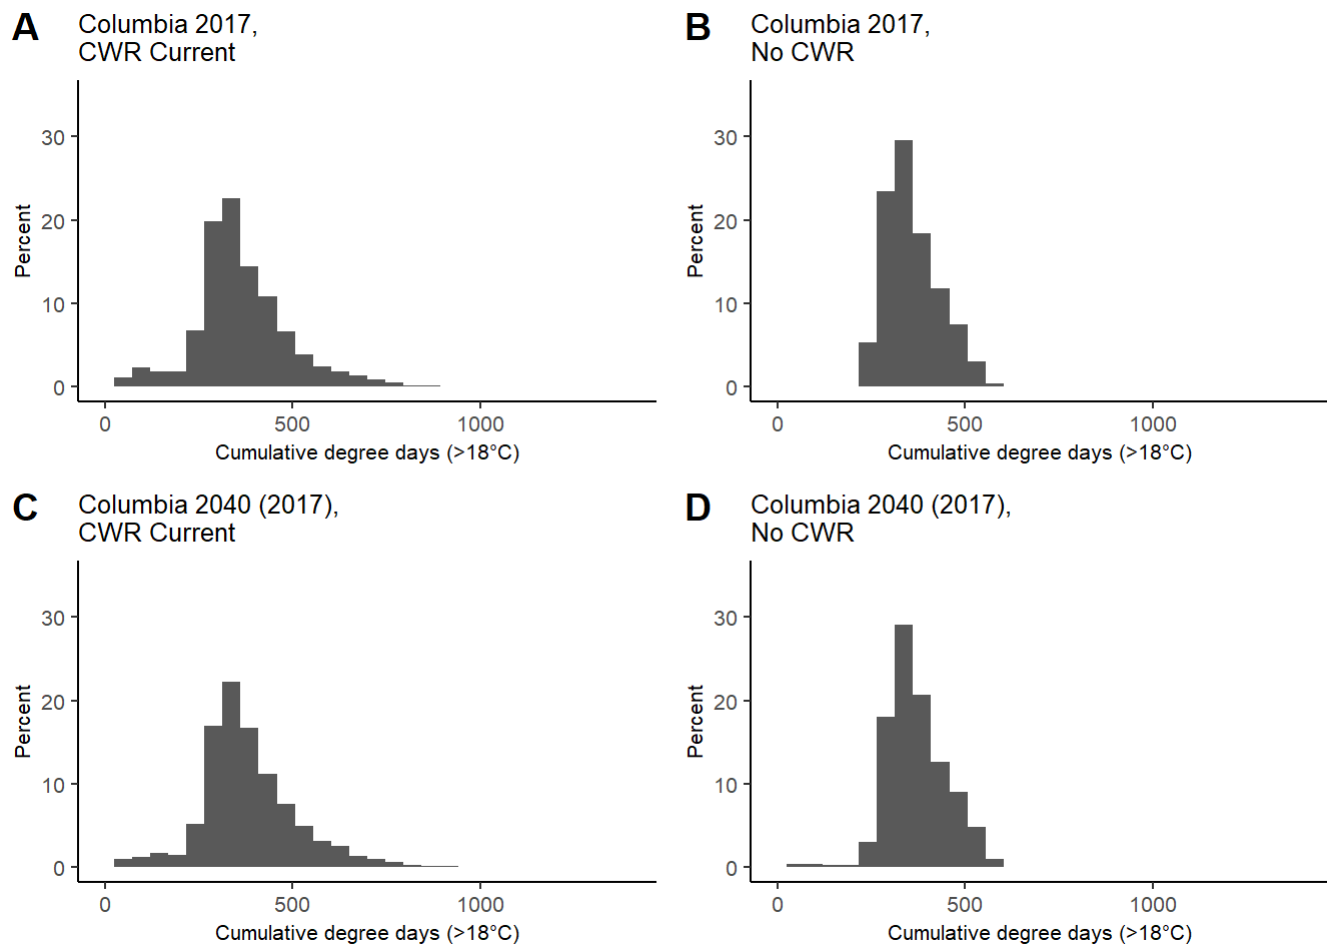 A
Columbia 2017,
CWR Current
30
20
10
0
Percent
0 500 1000
Cumulative degree days (>18°C)
B
Columbia 2017,
No CWR
30
20
10
0
Percent
0 500 1000
Cumulative degree days (>18°C)
C
Columbia 2040 (2017),
CWR Current
30
20
10
0
Percent
0 500 1000
Cumulative degree days (>18°C)
D
Columbia 2040 (2017),
No CWR
30
20
10
0
Percent
0 500 1000
Cumulative degree days (>18°C)